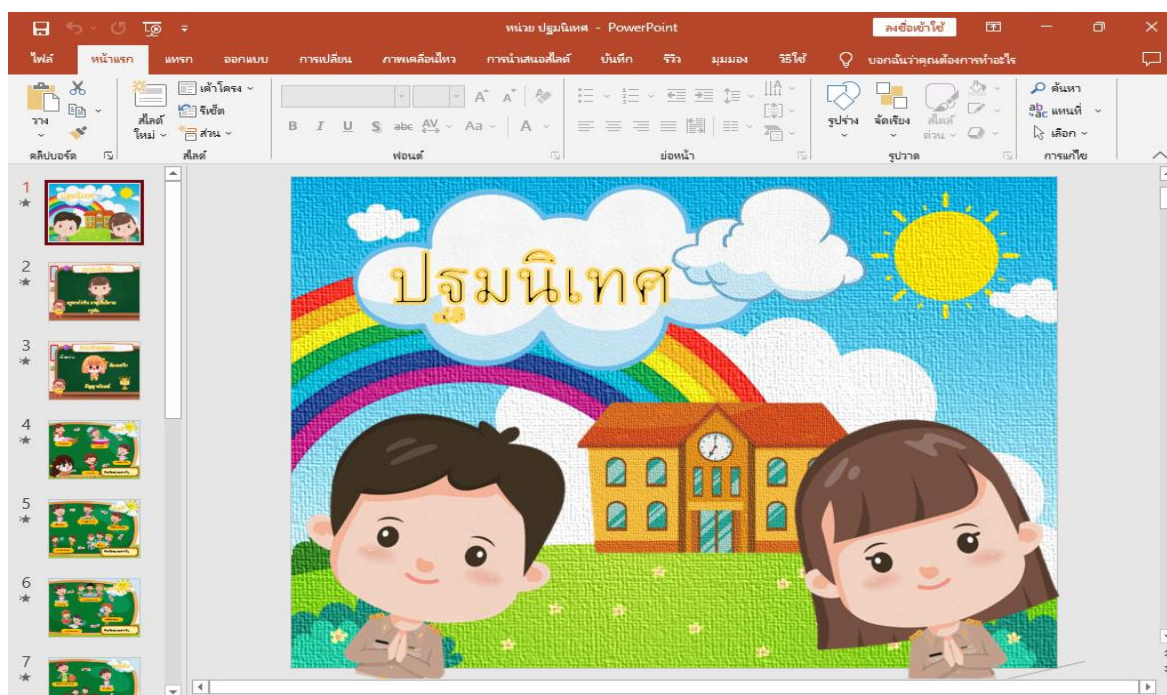 หน่วย ปฐมนิเทศ - PowerPoint
ลงชื่อเข้าใช้
ไฟล์ หน้าแรก แทรก ออกแบบ การเปลี่ยน ภาพเคลื่อนไหว การนำเสนอสไลด์ บันทึก รีวิว มุมมอง วิธีใช้ บอกฉันว่าคุณต้องการทำอะไร
วาง
สไลด์ใหม่
เค้าโครง
รีเซ็ต
ส่วน
B I U S abc AV Aa A
รูปร่าง จัดเรียง สไตล์ด่วน
ค้นหา
แทนที่
เลือก
คลิปบอร์ด สไลด์ ฟอนต์ ย่อหน้า รูปวาด การแก้ไข
1
2
3
4
5
6
7
ปฐมนิเทศ